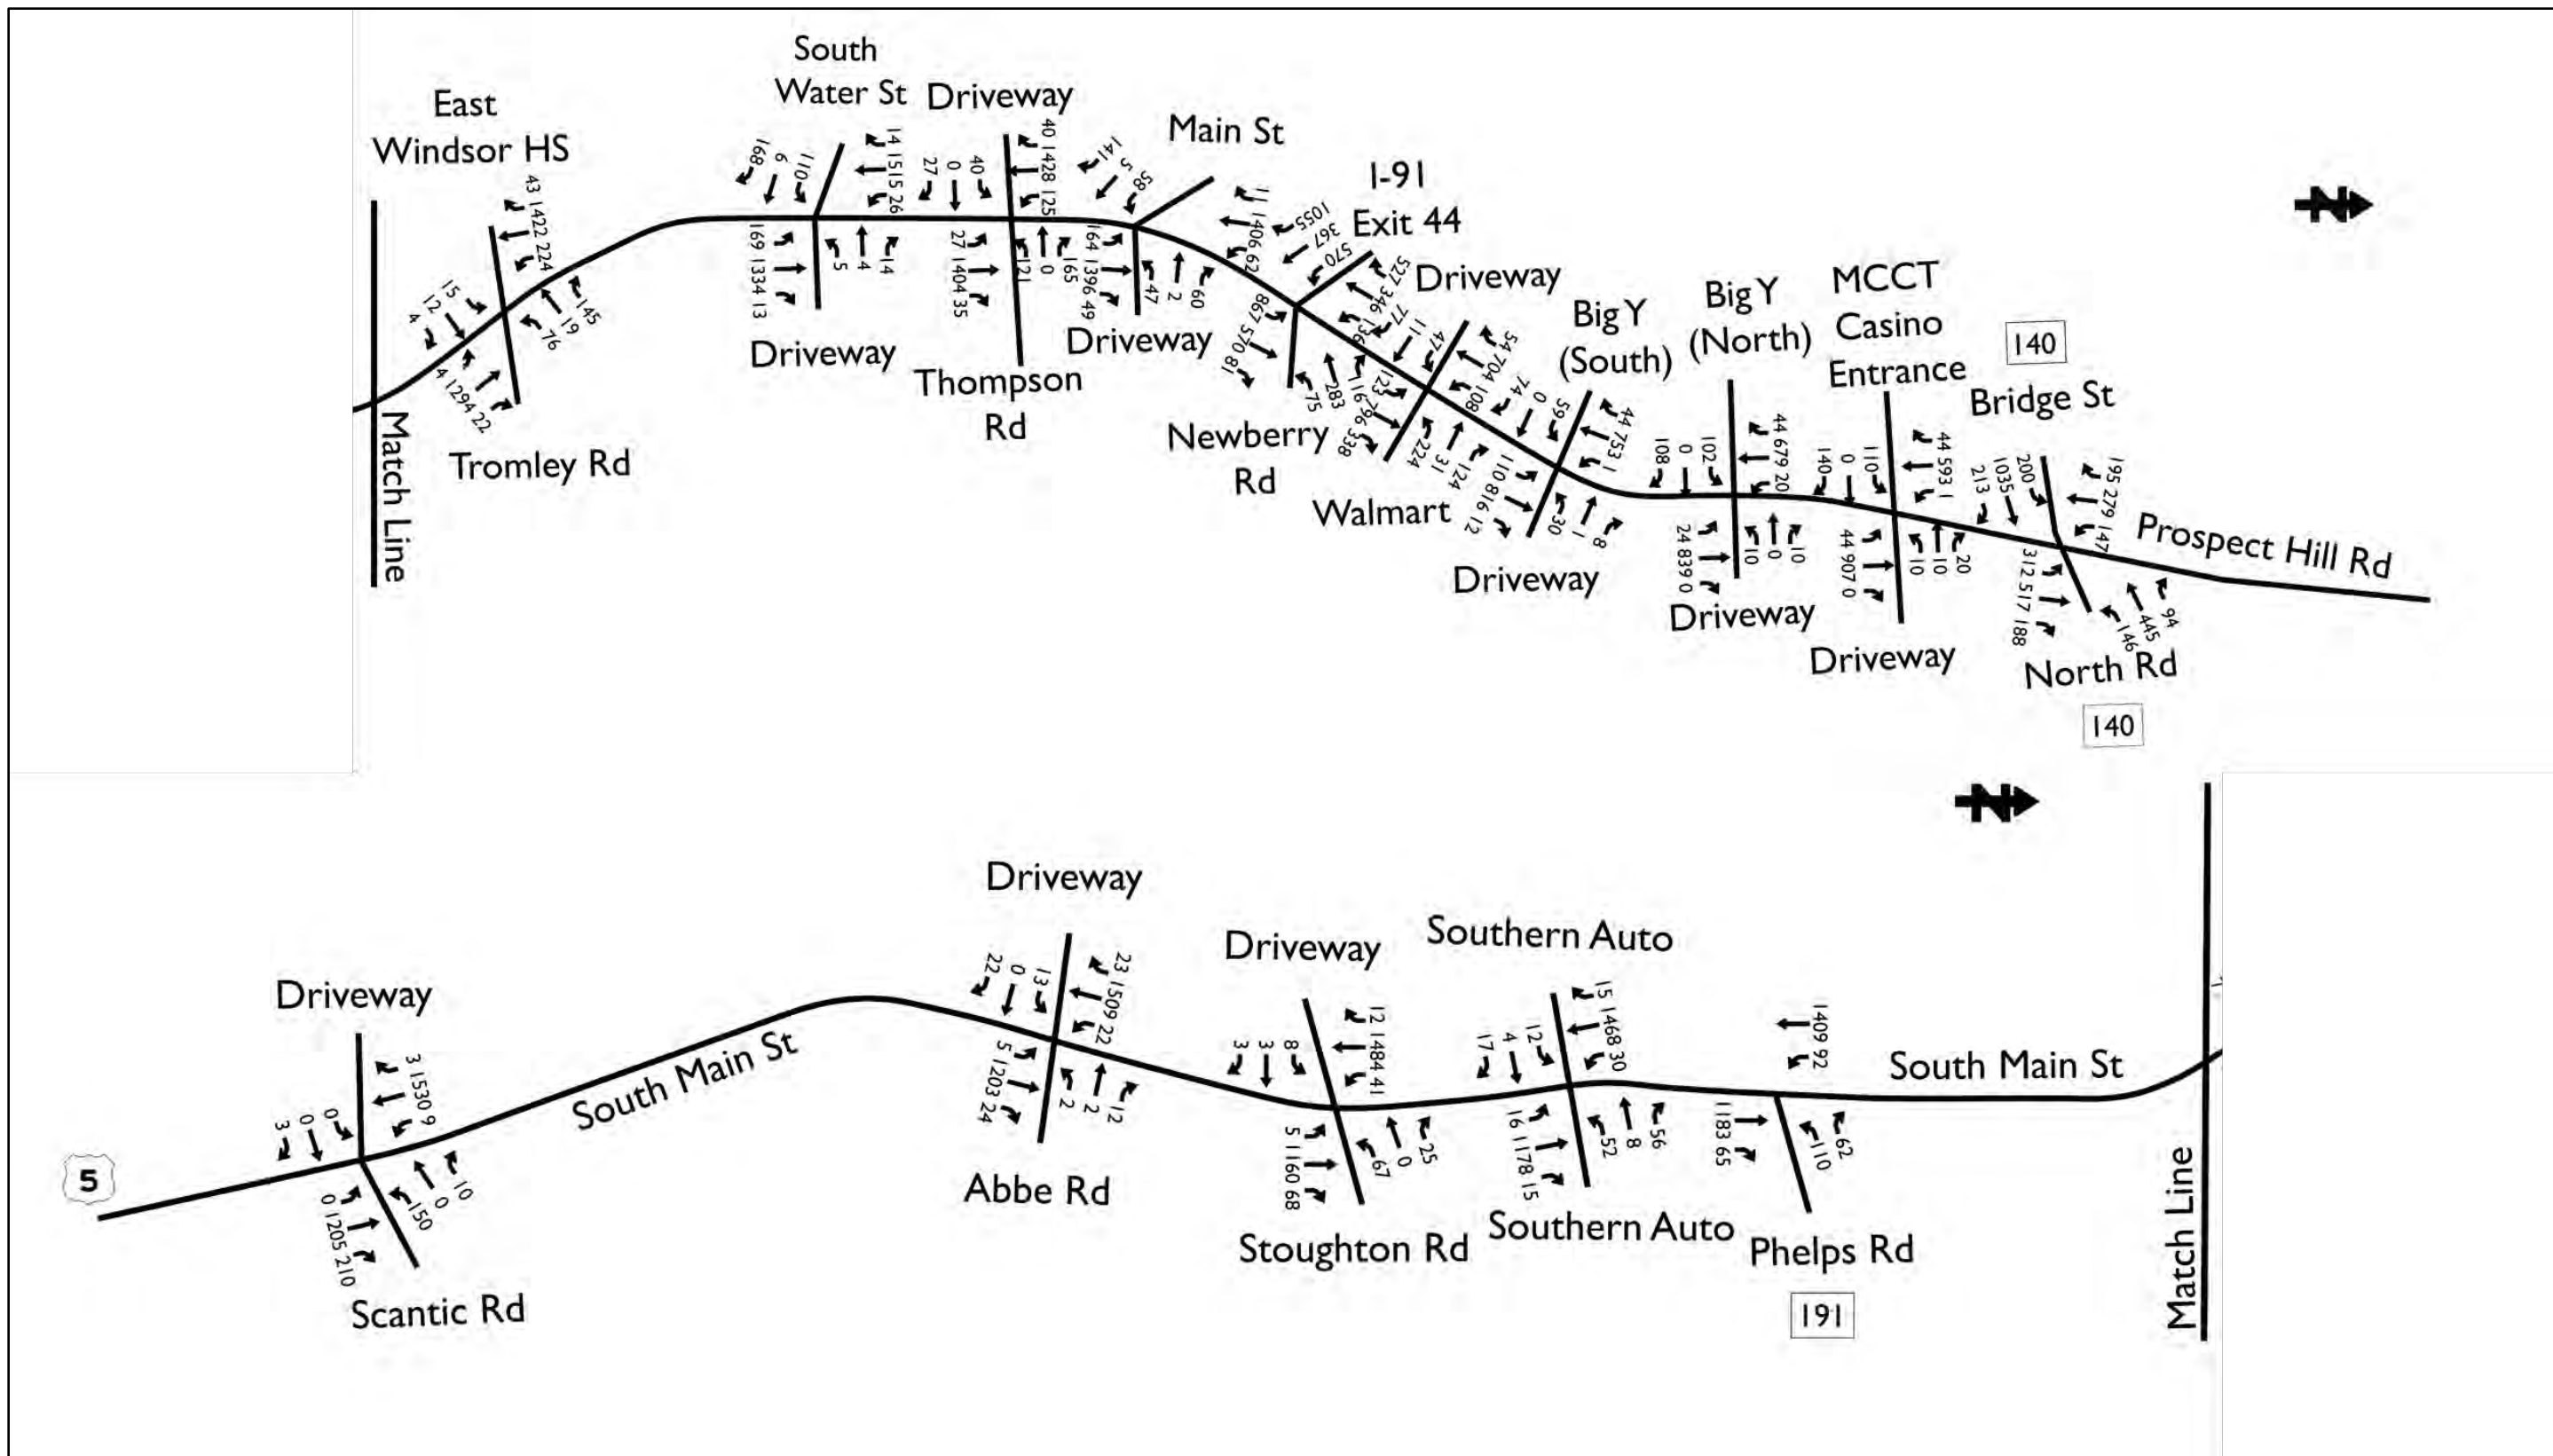 East
Windsor HS
43 1422 224
15
12
4
4 1294 22
145
19
76
Tromley Rd
Match Line
South
Water St
168
6
110
14 1515 26
169 1334 13
5
4
14
Driveway
Driveway
27
0
40
40 1428 125
27 1404 35
121
0
165
Thompson
Rd
Main St
141
5
58
11 1406 62
164 1396 49
47
2
60
Driveway
I-91
Exit 44
1055
367
570
527 346 136
867 570 81
75
283
116
Newberry
Rd
Driveway
77
11
47
54 704 108
123 796 338
224
31
124
Walmart
Big Y
(South)
74
0
59
44 753 1
110 816 12
30
1
8
Driveway
Big Y
(North)
108
0
102
44 679 20
24 839 0
10
0
10
Driveway
MCCT
Casino
Entrance
140
0
110
44 593 1
44 907 0
10
10
20
Driveway
140
Bridge St
213
1035
200
195 279 147
312 517 188
146
445
94
North Rd
140
Prospect Hill Rd
N
N
5
Driveway
3
0
0
3 1530 9
0 1205 210
150
0
10
Scantic Rd
South Main St
Driveway
22
0
13
23 1509 22
5 1203 24
2
2
12
Abbe Rd
Driveway
3
3
8
12 1484 41
5 1160 68
67
0
25
Stoughton Rd
Southern Auto
17
4
12
15 1468 30
16 1178 15
52
8
56
Southern Auto
1409 92
1183 65
110
62
Phelps Rd
191
South Main St
Match Line